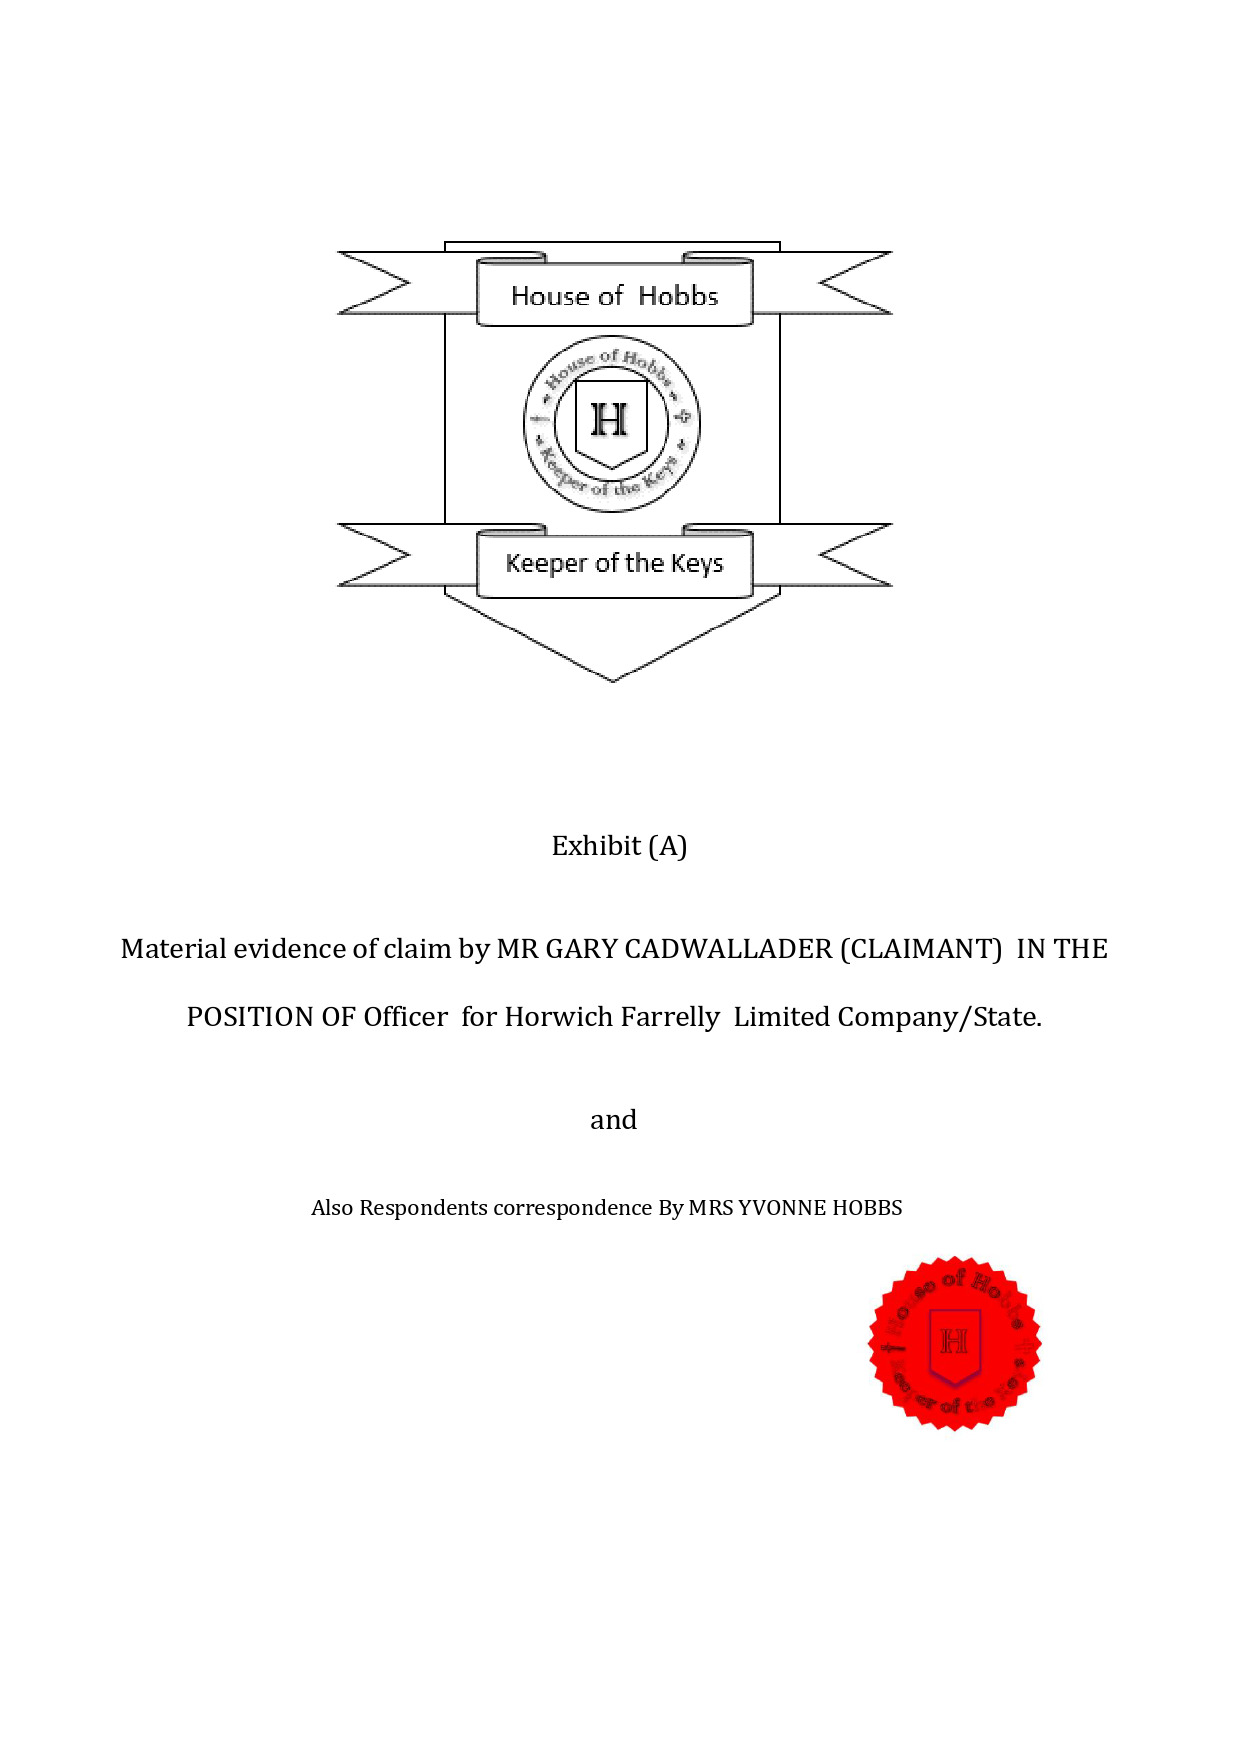 House of Hobbs
House of Hobbs
H
Keeper of the Keys
Keeper of the Keys
Exhibit (A)
Material evidence of claim by MR GARY CADWALLADER (CLAIMANT) IN THE
POSITION OF Officer for Horwich Farrelly Limited Company/State.
and
Also Respondents correspondence By MRS YVONNE HOBBS
House of Hobbs
H
Keeper of the Keys